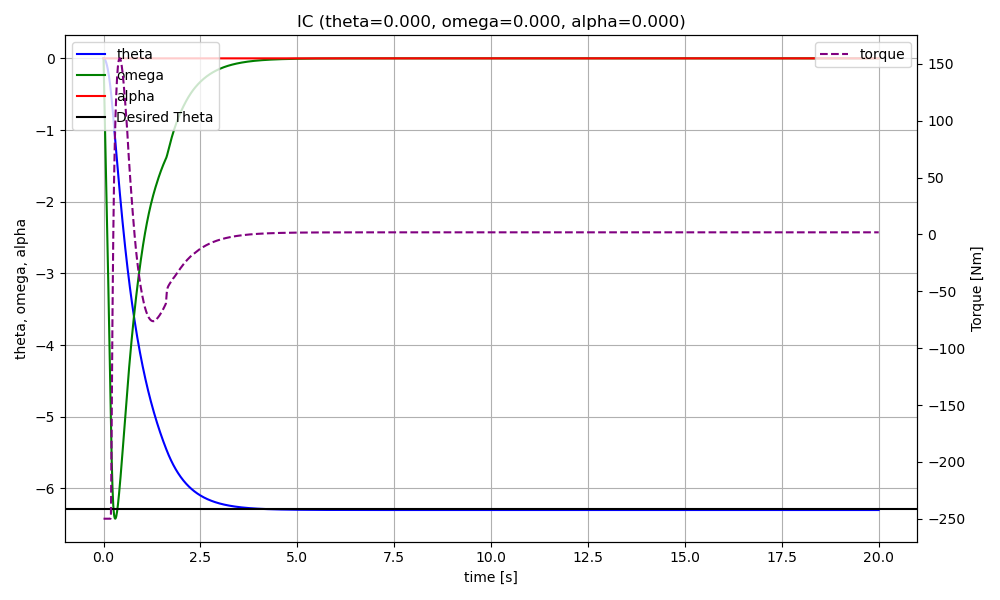 IC (theta=0.000, omega=0.000, alpha=0.000)
theta
omega
alpha
Desired Theta
torque
0
−1
−2
−3
−4
−5
−6
theta, omega, alpha
150
100
50
0
−50
−100
−150
−200
−250
Torque [Nm]
0.0 2.5 5.0 7.5 10.0 12.5 15.0 17.5 20.0
time [s]